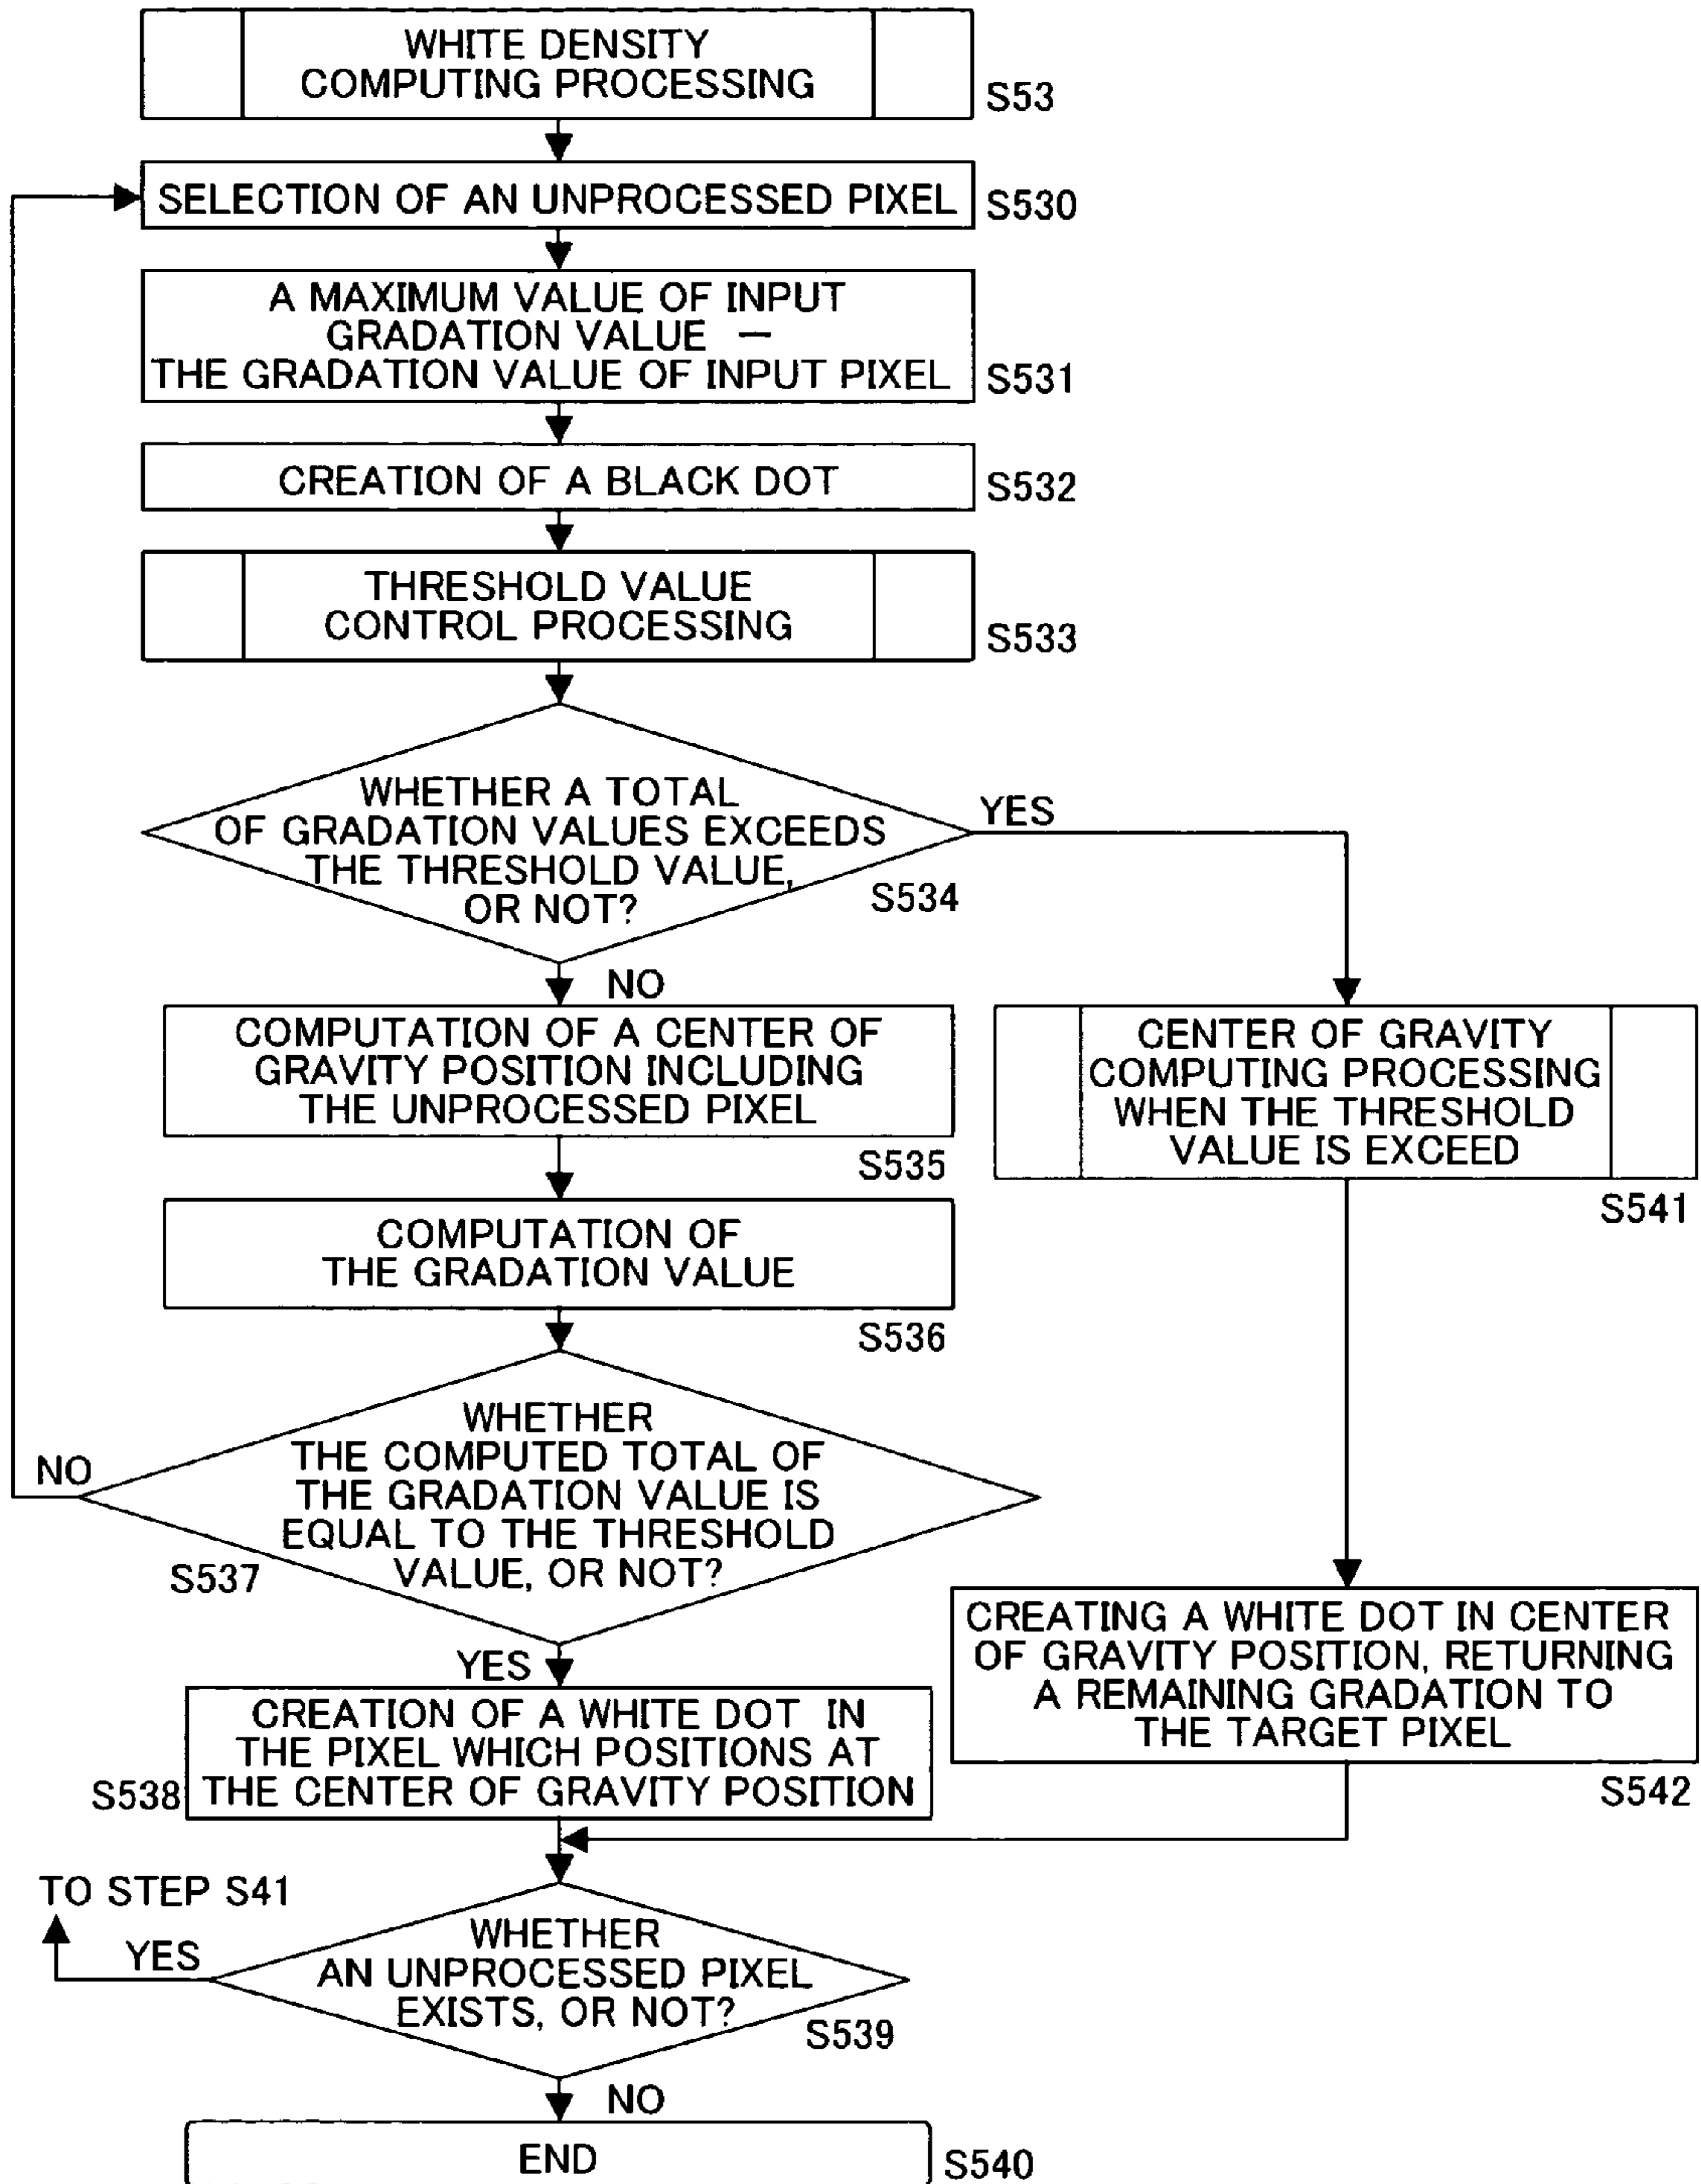 WHITE DENSITY
COMPUTING PROCESSING
S53
SELECTION OF AN UNPROCESSED PIXEL
S530
A MAXIMUM VALUE OF INPUT
GRADATION VALUE —
THE GRADATION VALUE OF INPUT PIXEL
S531
CREATION OF A BLACK DOT
S532
THRESHOLD VALUE
CONTROL PROCESSING
S533
WHETHER A TOTAL
OF GRADATION VALUES EXCEEDS
THE THRESHOLD VALUE,
OR NOT?
S534
YES
NO
COMPUTATION OF A CENTER OF
GRAVITY POSITION INCLUDING
THE UNPROCESSED PIXEL
S535
CENTER OF GRAVITY
COMPUTING PROCESSING
WHEN THE THRESHOLD
VALUE IS EXCEED
S541
COMPUTATION OF
THE GRADATION VALUE
S536
WHETHER
THE COMPUTED TOTAL OF
THE GRADATION VALUE IS
EQUAL TO THE THRESHOLD
VALUE, OR NOT?
S537
NO
YES
CREATION OF A WHITE DOT IN
THE PIXEL WHICH POSITIONS AT
THE CENTER OF GRAVITY POSITION
S538
CREATING A WHITE DOT IN CENTER
OF GRAVITY POSITION, RETURNING
A REMAINING GRADATION TO
THE TARGET PIXEL
S542
TO STEP S41
YES
WHETHER
AN UNPROCESSED PIXEL
EXISTS, OR NOT?
S539
NO
END
S540